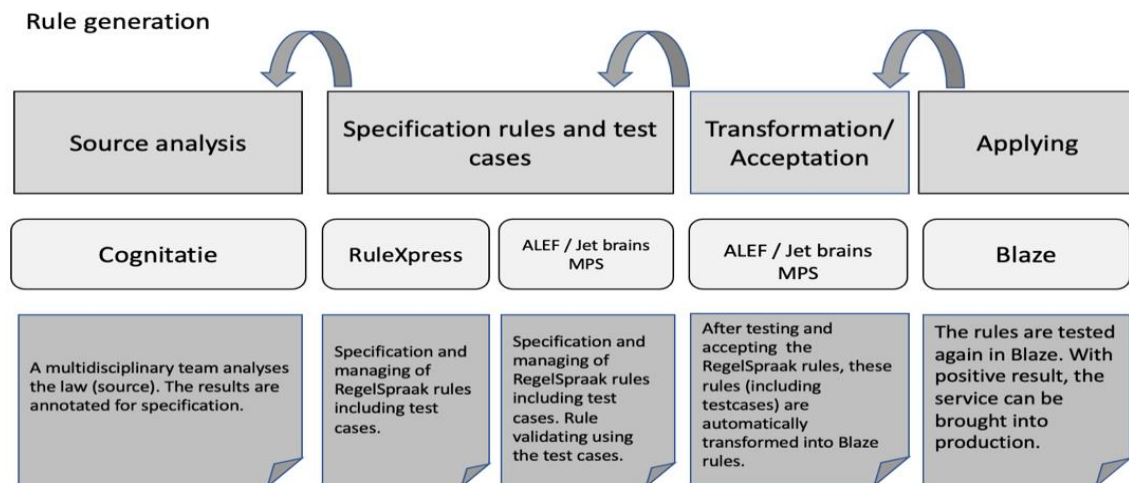 Rule generation
Source analysis
Specification rules and test
cases
Transformation/
Acceptation
Applying
Cognitatie
RuleXpress
ALEF / Jet brains
MPS
ALEF / Jet brains
MPS
Blaze
A multidisciplinary team analyses
the law (source). The results are
annotated for specification.
Specification and
managing of
RegelSpraak rules
including test
cases.
Specification and
managing of
RegelSpraak rules
including test
cases. Rule
validating using
the test cases.
After testing and
accepting the
RegelSpraak rules, these
rules (including
testcases) are
automatically
transformed into Blaze
rules.
The rules are tested
again in Blaze. With
positive result, the
service can be
brought into
production.